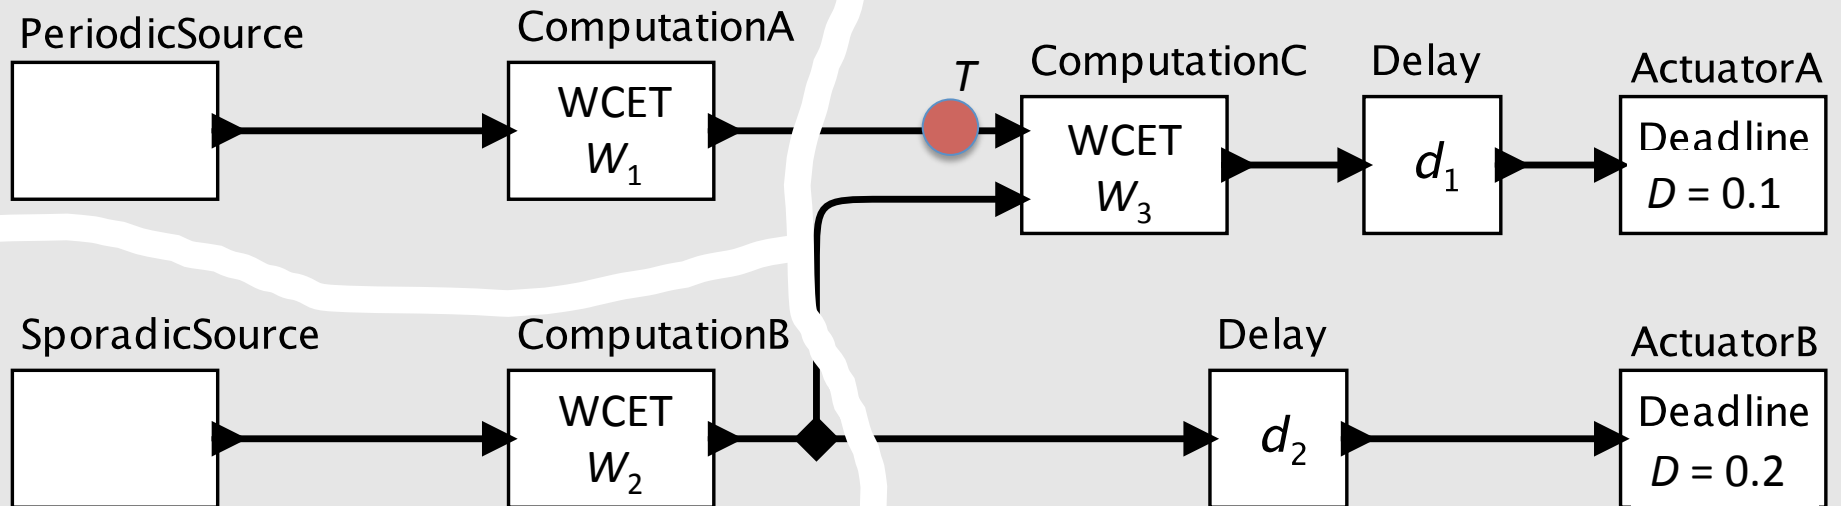 PeriodicSource
ComputationA
WCET
W1
T
ComputationC
WCET
W3
Delay
d1
ActuatorA
Deadline
D = 0.1
SporadicSource
ComputationB
WCET
W2
Delay
d2
ActuatorB
Deadline
D = 0.2